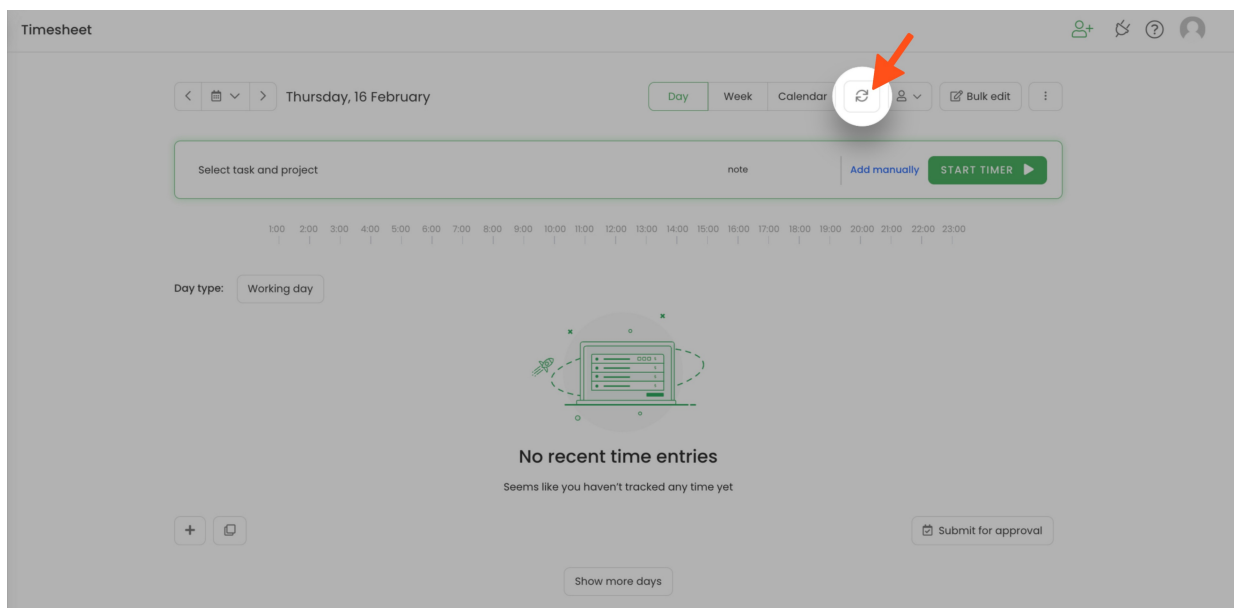 Timesheet
Thursday, 16 February
Day Week Calendar Bulk edit
Select task and project note Add manually START TIMER
1:00 2:00 3:00 4:00 5:00 6:00 7:00 8:00 9:00 10:00 11:00 12:00 13:00 14:00 15:00 16:00 17:00 18:00 19:00 20:00 21:00 22:00 23:00
Day type: Working day
No recent time entries
Seems like you haven't tracked any time yet
Submit for approval
Show more days